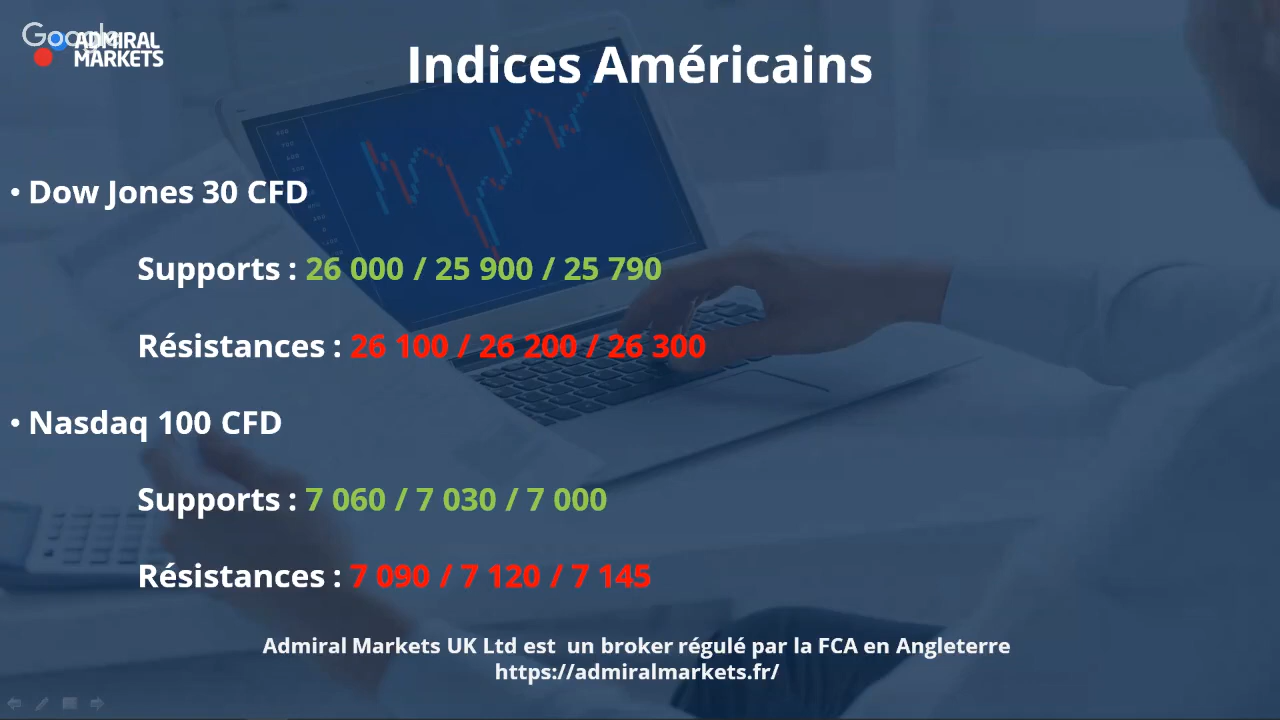 Google
ADMIRAL
MARKETS
Indices Américains
• Dow Jones 30 CFD
Supports : 26 000 / 25 900 / 25 790
Résistances : 26 100 / 26 200 / 26 300
• Nasdaq 100 CFD
Supports : 7 060 / 7 030 / 7 000
Résistances : 7 090 / 7 120 / 7 145
Admiral Markets UK Ltd est  un broker régulé par la FCA en Angleterre
https://admiralmarkets.fr/